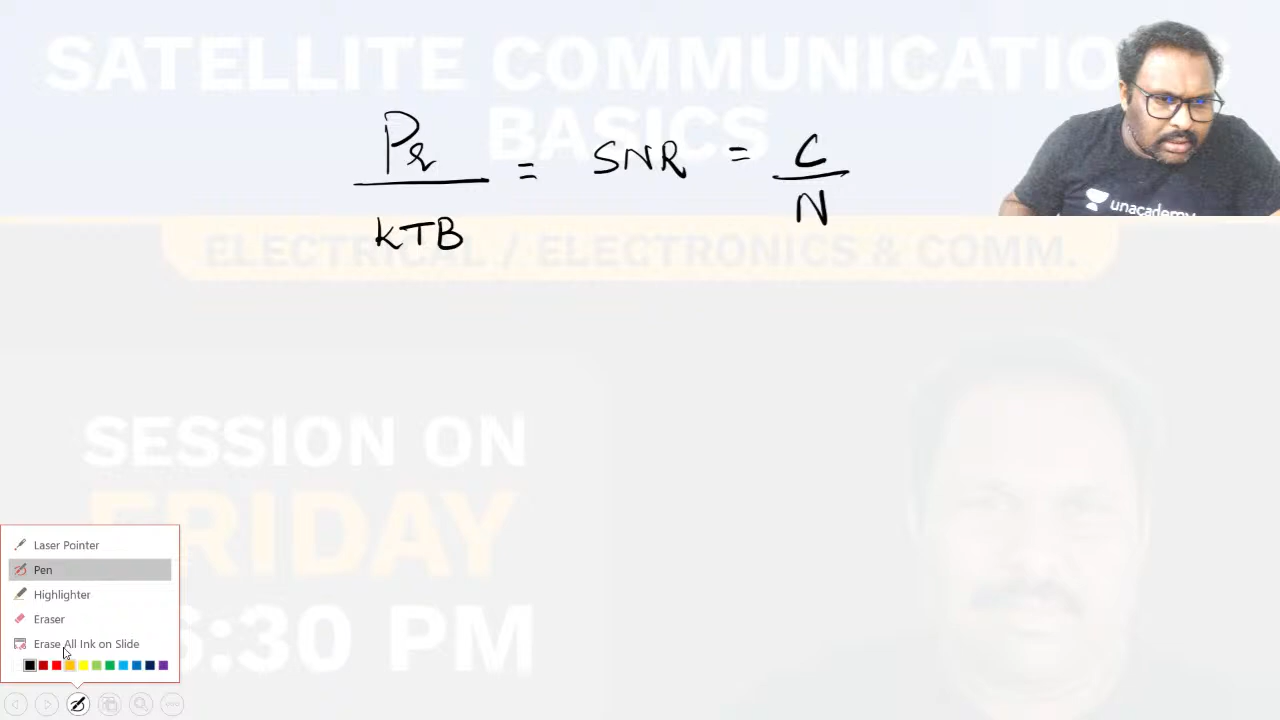 SATELLITE COMMUNICATIONS
BASICS
Pr
kTB
= SNR =
C
N
unacademy
ELECTRICAL / ELECTRONICS & COMM.
SESSION ON
FRIDAY
6:30 PM
Laser Pointer
Pen
Highlighter
Eraser
Erase All Ink on Slide